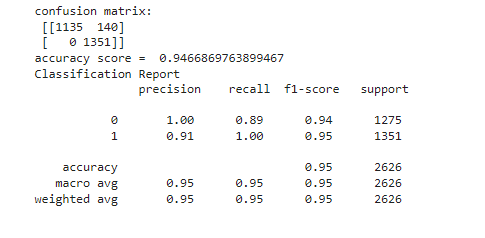 confusion matrix:
[[1135 140]
[ 0 1351]]
accuracy score = 0.9466869763899467
Classification Report
precision recall f1-score support
0 1.00 0.89 0.94 1275
1 0.91 1.00 0.95 1351
accuracy 0.95 2626
macro avg 0.95 0.95 0.95 2626
weighted avg 0.95 0.95 0.95 2626